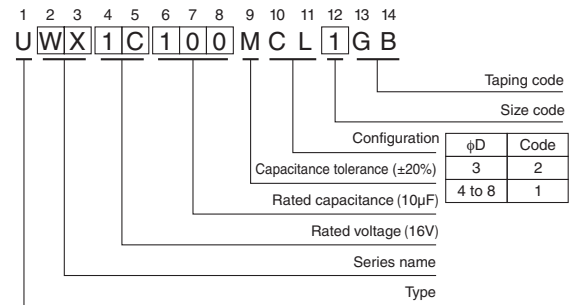 1 2 3 4 5 6 7 8 9 10 11 12 13 14
U W X 1 C 1 0 0 M C L 1 G B
Taping code
Size code
Configuration
Capacitance tolerance (±20%)
Rated capacitance (10µF)
Rated voltage (16V)
Series name
Type
ϕD Code
3 2
4 to 8 1